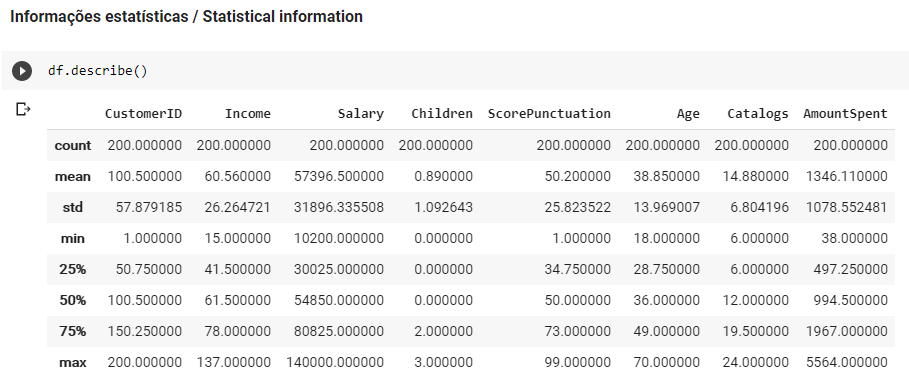 Informações estatísticas / Statistical information
df.describe()
CustomerID Income Salary Children ScorePunctuation Age Catalogs AmountSpent
count 200.000000 200.000000 200.000000 200.000000 200.000000 200.000000 200.000000 200.000000
mean 100.500000 60.560000 57396.500000 0.890000 50.200000 38.850000 14.880000 1346.110000
std 57.879185 26.264721 31896.335508 1.092643 25.823522 13.969007 6.804196 1078.552481
min 1.000000 15.000000 10200.000000 0.000000 1.000000 18.000000 6.000000 38.000000
25% 50.750000 41.500000 30025.000000 0.000000 34.750000 28.750000 6.000000 497.250000
50% 100.500000 61.500000 54850.000000 0.000000 50.000000 36.000000 12.000000 994.500000
75% 150.250000 78.000000 80825.000000 2.000000 73.000000 49.000000 19.500000 1967.000000
max 200.000000 137.000000 140000.000000 3.000000 99.000000 70.000000 24.000000 5564.000000